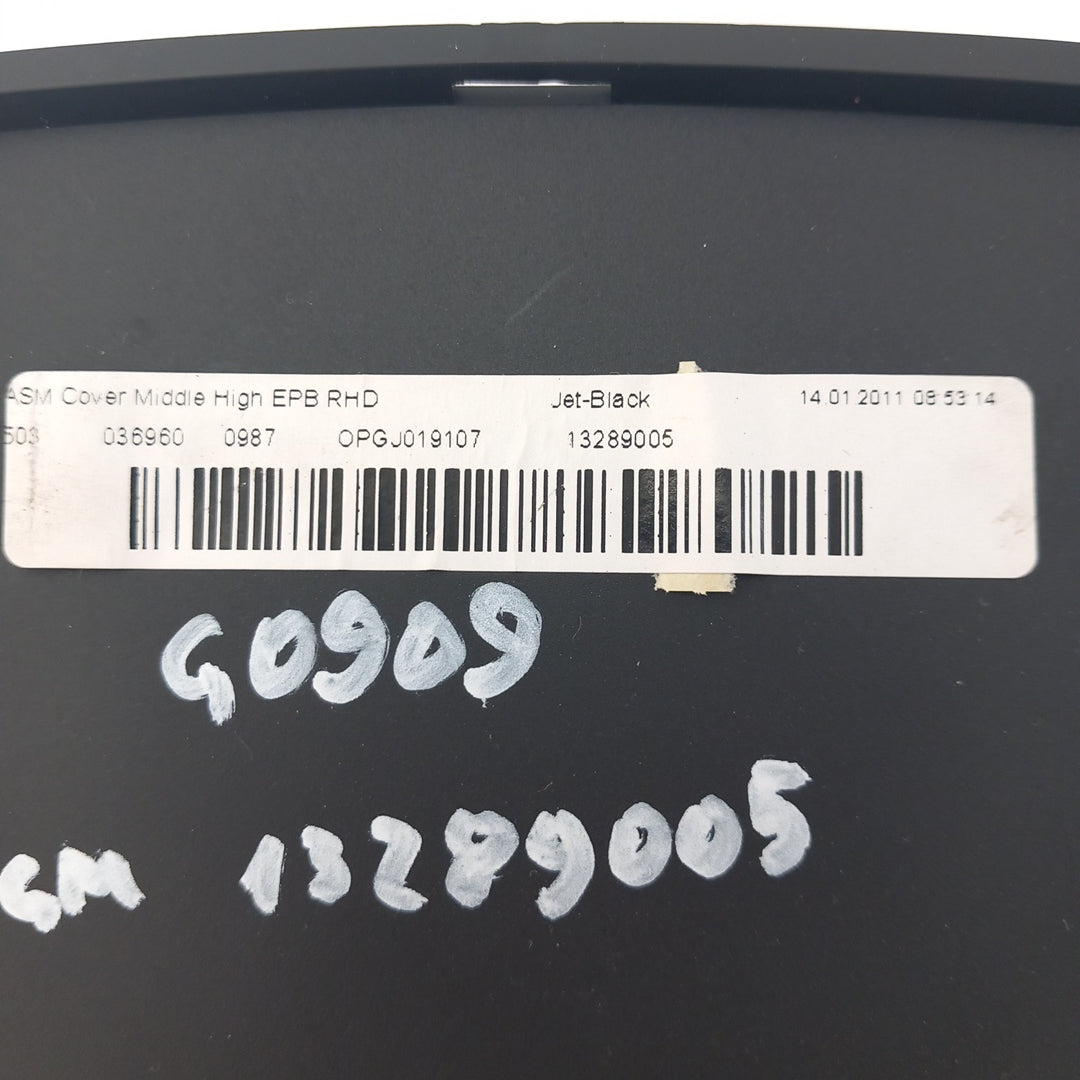 ASM Cover Middle High EPB RHD Jet-Black 14.01.2011 08:53:14
503 036960 0987 OPGJ019107 13289005
G0909
GM 13289005